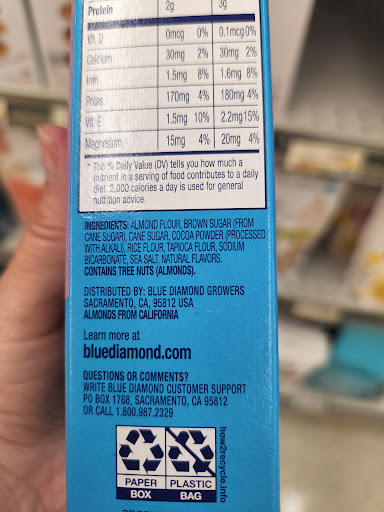 Protein 2g 3g
Vit. D 0mcg 0% 0.1mcg 0%
Calcium 30mg 2% 30mg 2%
Iron 1.5mg 8% 1.6mg 8%
Potas. 170mg 4% 180mg 4%
Vit. E 1.5mg 10% 2.2mg 15%
Magnesium 15mg 4% 20mg 4%
* The % Daily Value (DV) tells you how much a
nutrient in a serving of food contributes to a daily
diet. 2,000 calories a day is used for general
nutrition advice.
INGREDIENTS: ALMOND FLOUR, BROWN SUGAR (FROM
CANE SUGAR), CANE SUGAR, COCOA POWDER (PROCESSED
WITH ALKALI), RICE FLOUR, TAPIOCA FLOUR, SODIUM
BICARBONATE, SEA SALT, NATURAL FLAVORS.
CONTAINS TREE NUTS (ALMONDS).
DISTRIBUTED BY: BLUE DIAMOND GROWERS
SACRAMENTO, CA, 95812 USA
ALMONDS FROM CALIFORNIA
Learn more at
bluediamond.com
QUESTIONS OR COMMENTS?
WRITE BLUE DIAMOND CUSTOMER SUPPORT
PO BOX 1768, SACRAMENTO, CA 95812
OR CALL 1.800.987.2329
PAPER PLASTIC
BOX BAG
how2recycle.info